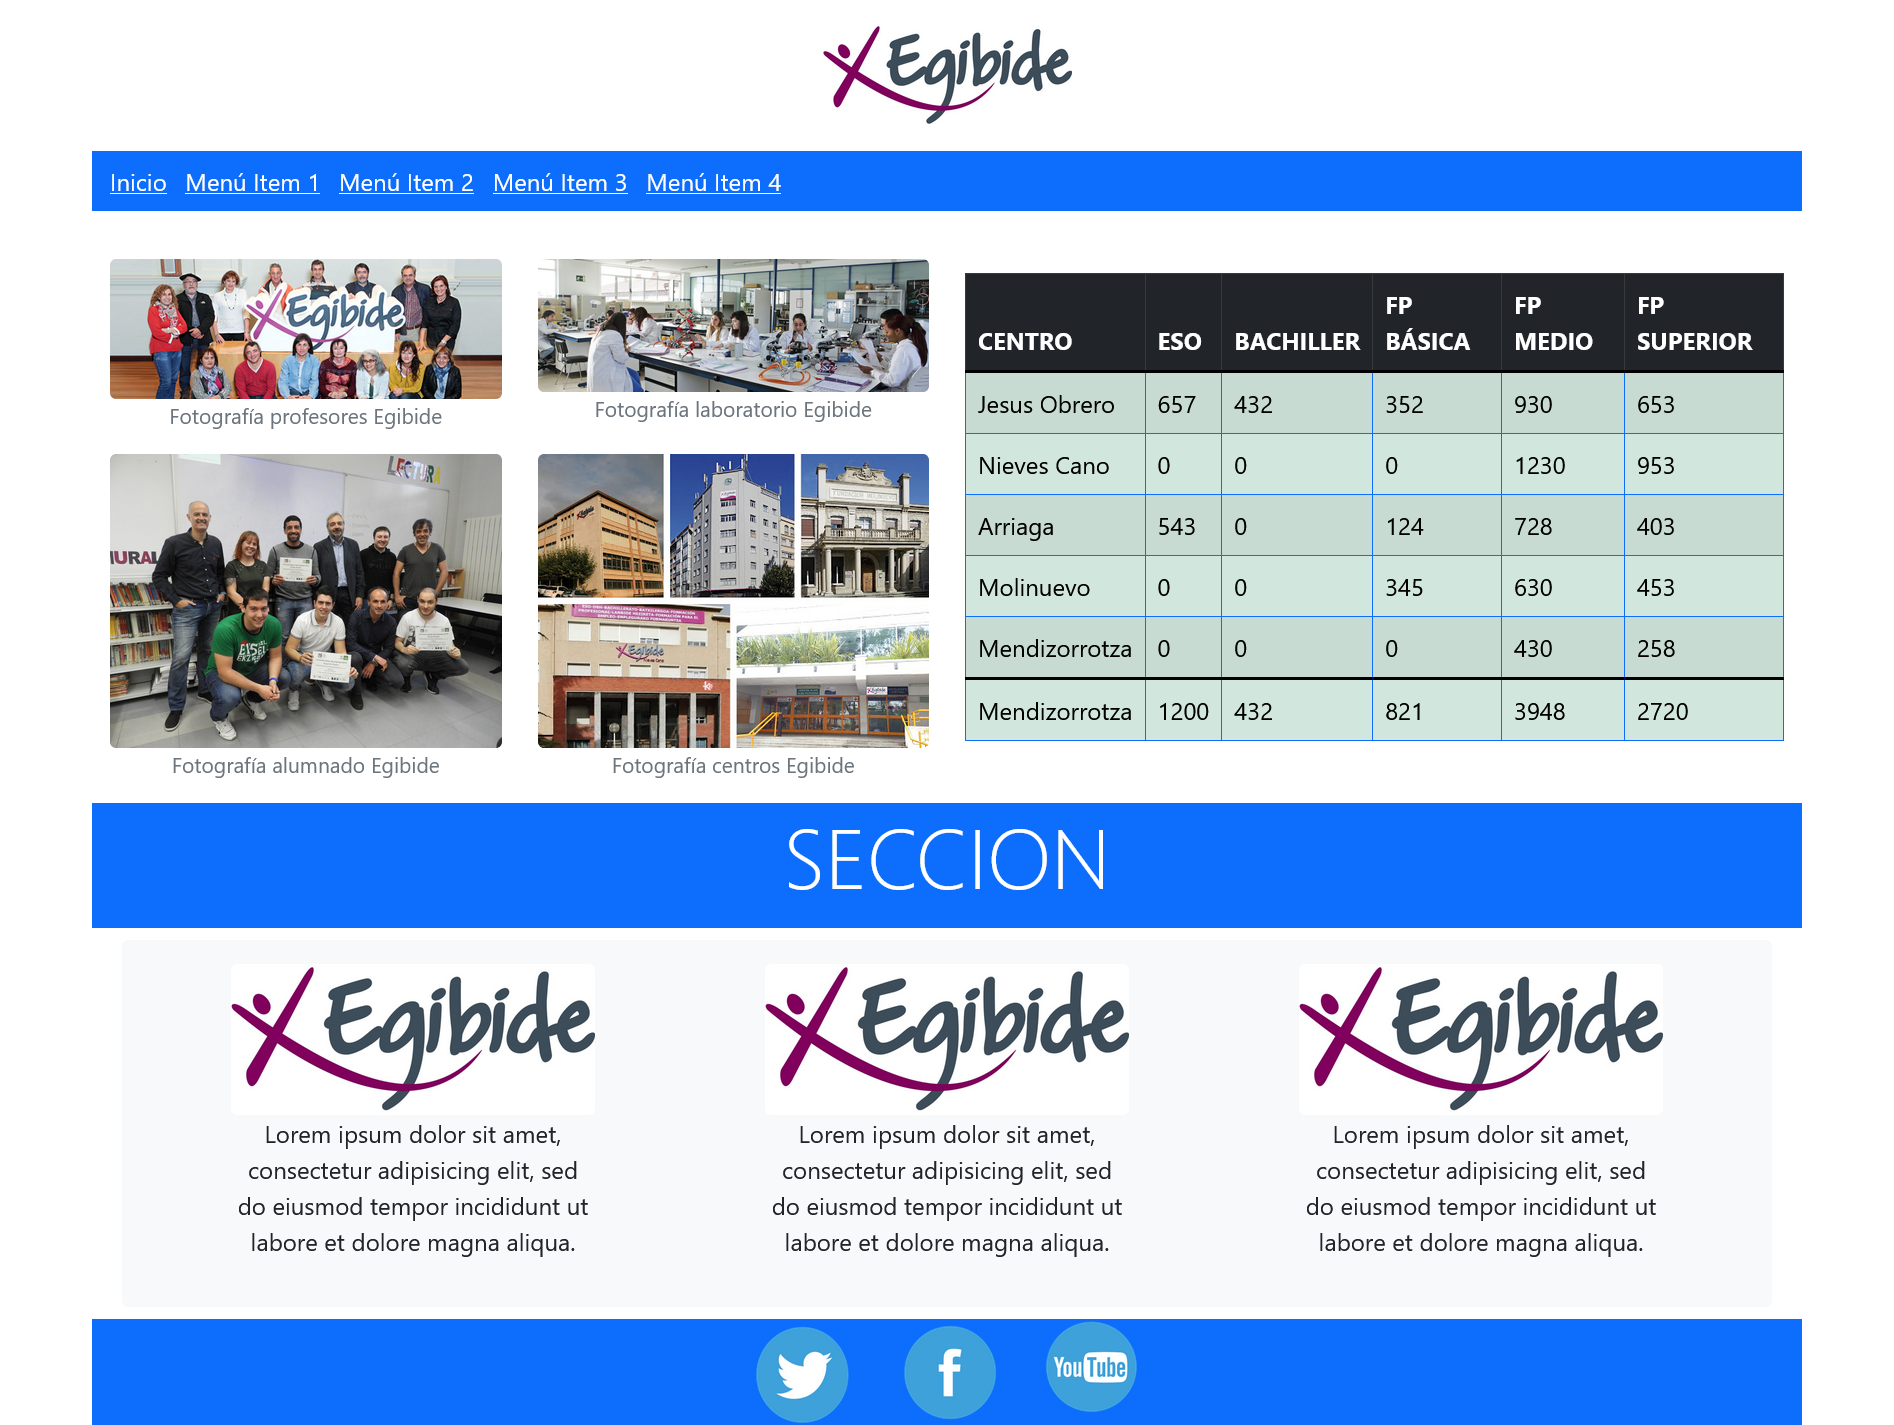 Egibide
Inicio Menú Item 1 Menú Item 2 Menú Item 3 Menú Item 4
Egibide
Fotografía profesores Egibide
Fotografía laboratorio Egibide
LECTURA
Fotografía alumnado Egibide
Egibide
Fotografía centros Egibide
CENTRO ESO BACHILLER FP BÁSICA FP MEDIO FP SUPERIOR
Jesus Obrero 657 432 352 930 653
Nieves Cano 0 0 0 1230 953
Arriaga 543 0 124 728 403
Molinuevo 0 0 345 630 453
Mendizorrotza 0 0 0 430 258
Mendizorrotza 1200 432 821 3948 2720
SECCION
Egibide
Lorem ipsum dolor sit amet,
consectetur adipisicing elit, sed
do eiusmod tempor incididunt ut
labore et dolore magna aliqua.
Egibide
Lorem ipsum dolor sit amet,
consectetur adipisicing elit, sed
do eiusmod tempor incididunt ut
labore et dolore magna aliqua.
Egibide
Lorem ipsum dolor sit amet,
consectetur adipisicing elit, sed
do eiusmod tempor incididunt ut
labore et dolore magna aliqua.
f
YouTube